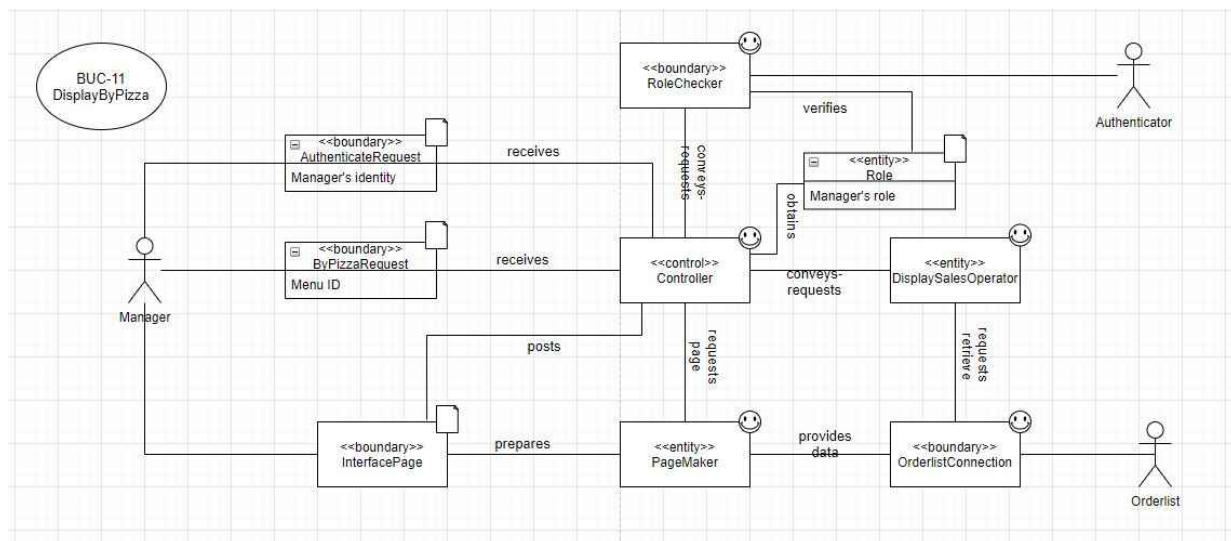 BUC-11
DisplayByPizza
<<boundary>>
RoleChecker
Authenticator
verifies
<<boundary>>
AuthenticateRequest
Manager's identity
receives
conveys-
requests
<<entity>>
Role
Manager's role
obtains
<<boundary>>
ByPizzaRequest
Menu ID
receives
<<control>>
Controller
conveys-
requests
<<entity>>
DisplaySalesOperator
Manager
posts
requests
page
requests
retrieve
<<boundary>>
InterfacePage
prepares
<<entity>>
PageMaker
provides
data
<<boundary>>
OrderlistConnection
Orderlist